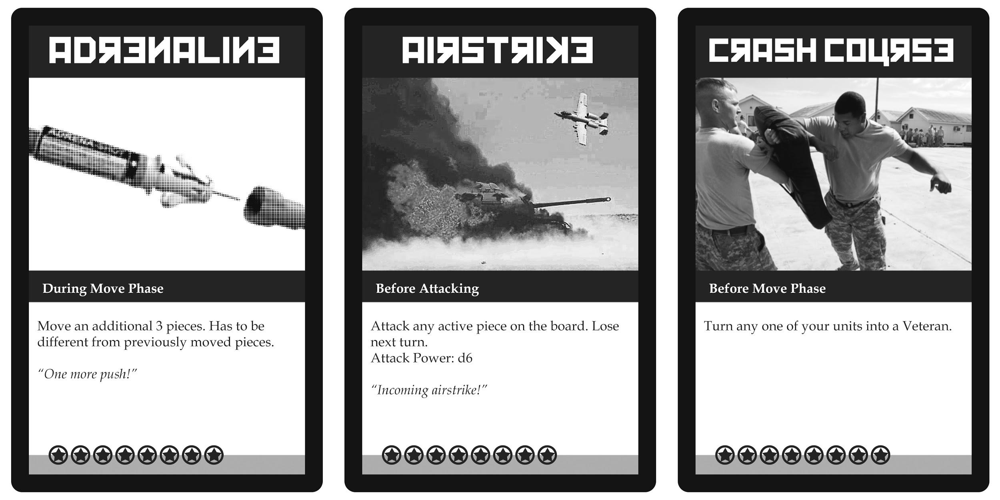 ADRENALINE
During Move Phase
Move an additional 3 pieces. Has to be
different from previously moved pieces.
“One more push!”
AIRSTRIKE
Before Attacking
Attack any active piece on the board. Lose
next turn.
Attack Power: d6
“Incoming airstrike!”
CRASH COURSE
Before Move Phase
Turn any one of your units into a Veteran.